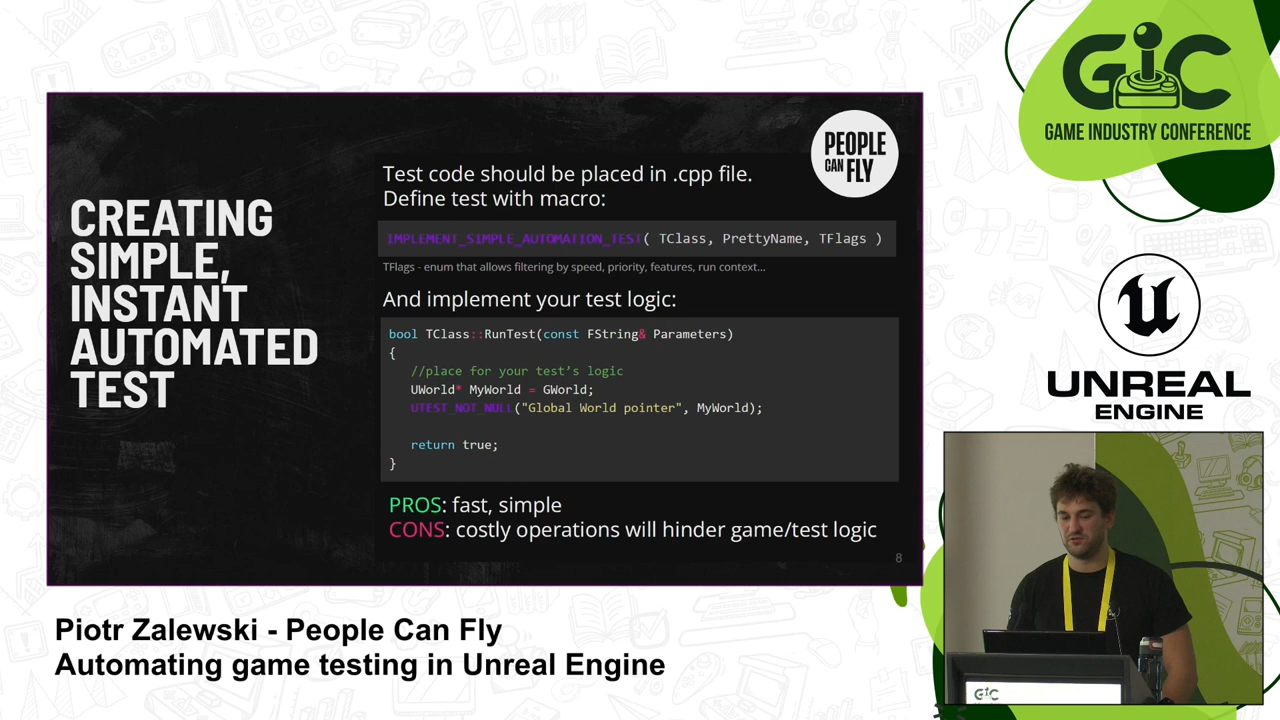 CREATING
SIMPLE,
INSTANT
AUTOMATED
TEST
PEOPLE
CAN FLY
Test code should be placed in .cpp file.
Define test with macro:
IMPLEMENT_SIMPLE_AUTOMATION_TEST( TClass, PrettyName, TFlags )
TFlags - enum that allows filtering by speed, priority, features, run context...
And implement your test logic:
bool TClass::RunTest(const FString& Parameters)
{
//place for your test's logic
UWorld* MyWorld = GWorld;
UTEST_NOT_NULL("Global World pointer", MyWorld);
return true;
}
PROS: fast, simple
CONS: costly operations will hinder game/test logic
8
GIC
GAME INDUSTRY CONFERENCE
UNREAL
ENGINE
GIC
Piotr Zalewski - People Can Fly
Automating game testing in Unreal Engine